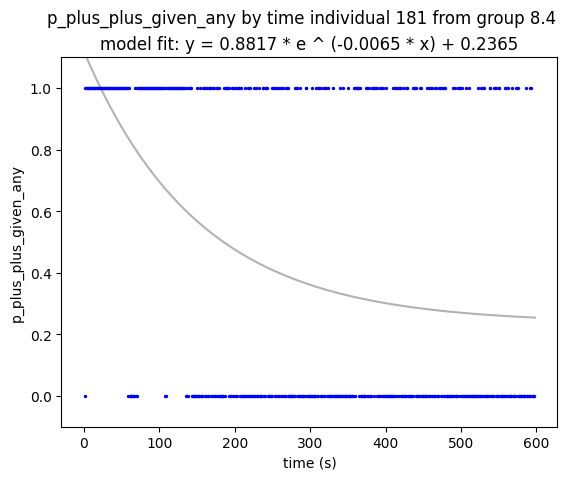 p_plus_plus_given_any by time individual 181 from group 8.4
model fit: y = 0.8817 * e ^ (-0.0065 * x) + 0.2365
p_plus_plus_given_any
1.0
0.8
0.6
0.4
0.2
0.0
0 100 200 300 400 500 600
time (s)